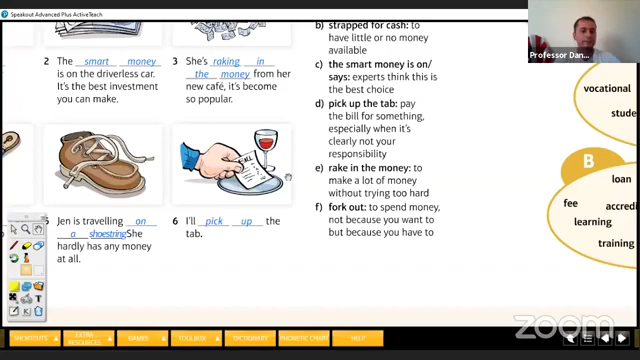 Speakout Advanced Plus ActiveTeach
Professor Dan...
2 The smart money
is on the driverless car.
It's the best investment
you can make.
3 She's raking in
the money from her
new café, it's become
so popular.
5 Jen is travelling on
a shoestring She
hardly has any money
at all.
6 I'll pick up the
tab.
b) strapped for cash: to
have little or no money
available
c) the smart money is on/
says: experts think this is
the best choice
d) pick up the tab: pay
the bill for something,
especially when it's
clearly not your
responsibility
e) rake in the money: to
make a lot of money
without trying too hard
f) fork out: to spend money,
not because you want to
but because you have to
vocational
stude
B
loan
fee
accredi
learning
training
SHORTCUTS
EXTRA RESOURCES
GAMES
TOOLBOX
DICTIONARY
PHONETIC CHART
HELP
LIVE
zoom